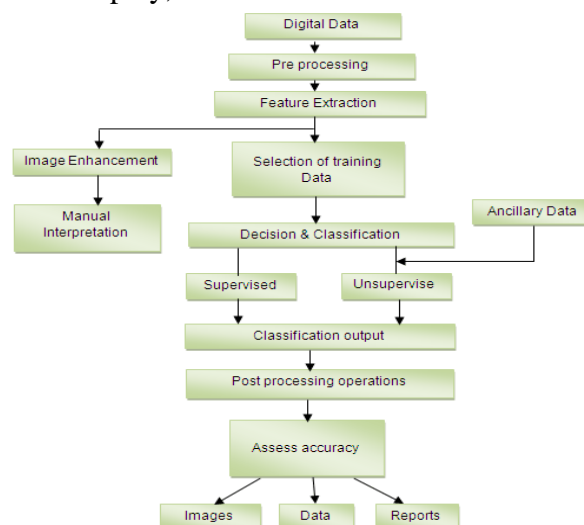 Digital Data
Pre processing
Feature Extraction
Image Enhancement
Selection of training
Data
Manual
Interpretation
Ancillary Data
Decision & Classification
Supervised
Unsupervise
Classification output
Post processing operations
Assess accuracy
Images
Data
Reports